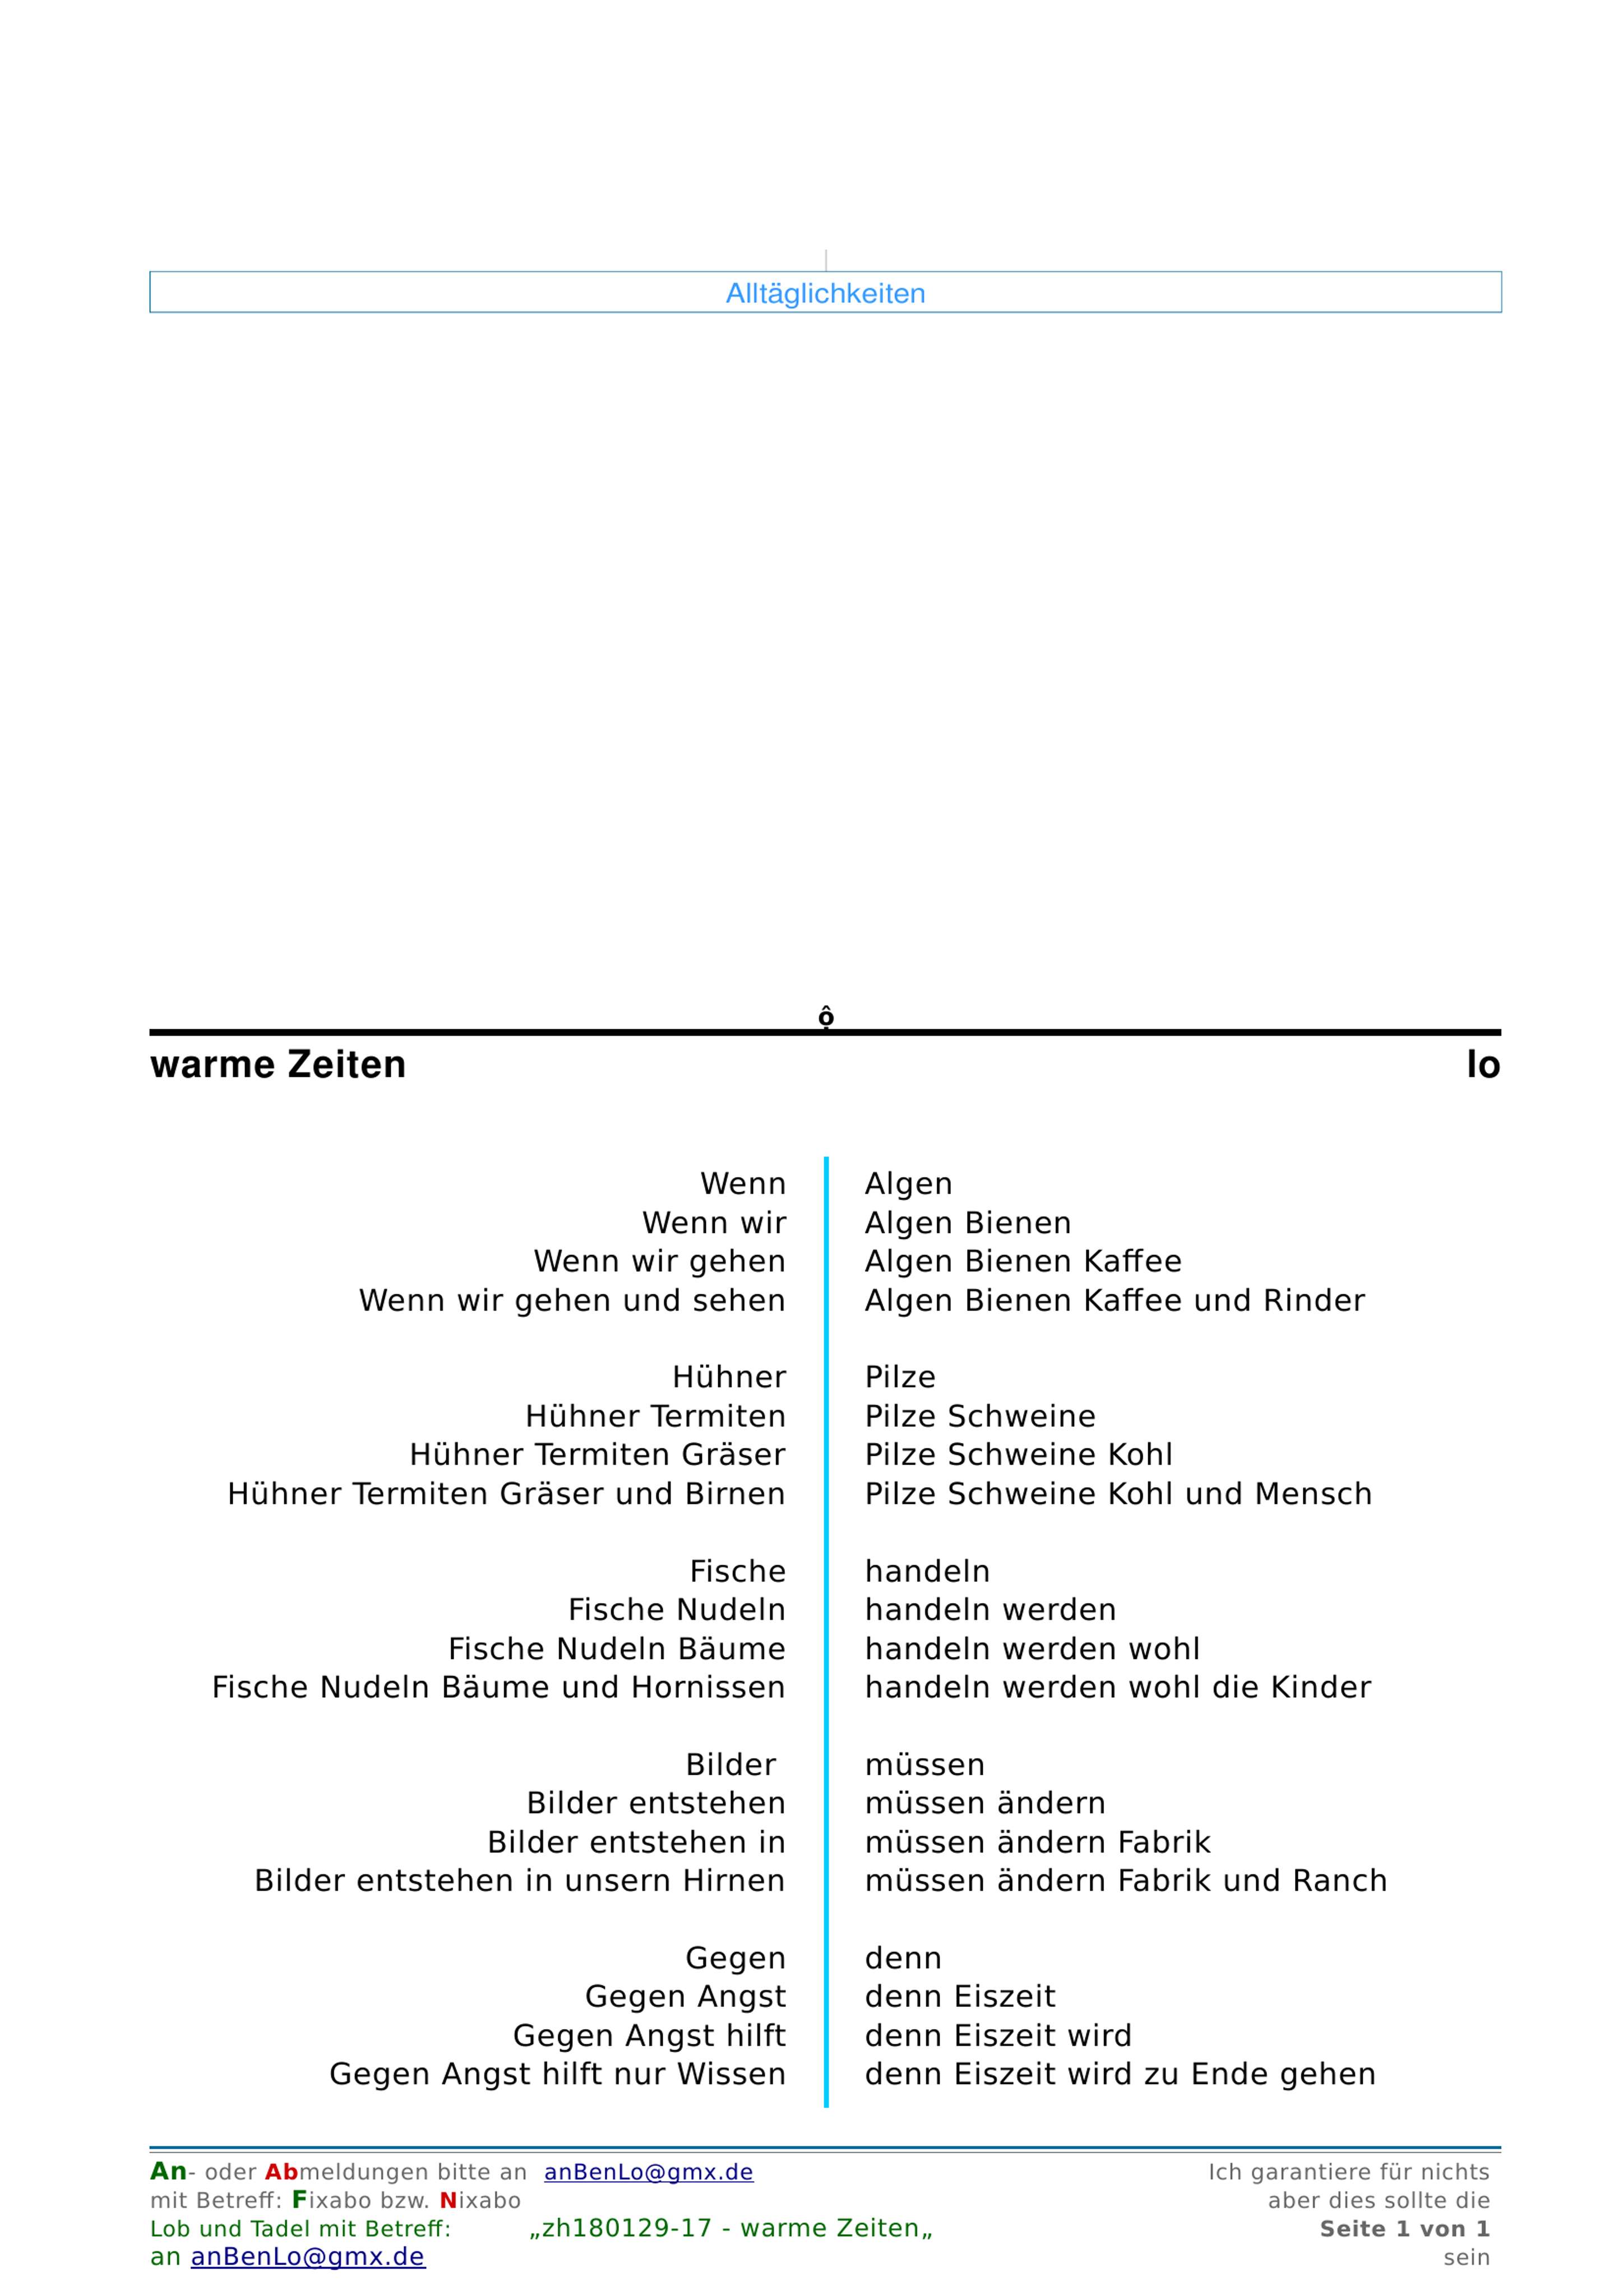 Alltäglichkeiten
ộ
warme Zeiten lo
Wenn
Wenn wir
Wenn wir gehen
Wenn wir gehen und sehen
Hühner
Hühner Termiten
Hühner Termiten Gräser
Hühner Termiten Gräser und Birnen
Fische
Fische Nudeln
Fische Nudeln Bäume
Fische Nudeln Bäume und Hornissen
Bilder
Bilder entstehen
Bilder entstehen in
Bilder entstehen in unsern Hirnen
Gegen
Gegen Angst
Gegen Angst hilft
Gegen Angst hilft nur Wissen
Algen
Algen Bienen
Algen Bienen Kaffee
Algen Bienen Kaffee und Rinder
Pilze
Pilze Schweine
Pilze Schweine Kohl
Pilze Schweine Kohl und Mensch
handeln
handeln werden
handeln werden wohl
handeln werden wohl die Kinder
müssen
müssen ändern
müssen ändern Fabrik
müssen ändern Fabrik und Ranch
denn
denn Eiszeit
denn Eiszeit wird
denn Eiszeit wird zu Ende gehen
An- oder Abmeldungen bitte an anBenLo@gmx.de
mit Betreff: Fixabo bzw. Nixabo
Lob und Tadel mit Betreff: „zh180129-17 - warme Zeiten„
an anBenLo@gmx.de
Ich garantiere für nichts
aber dies sollte die
Seite 1 von 1
sein